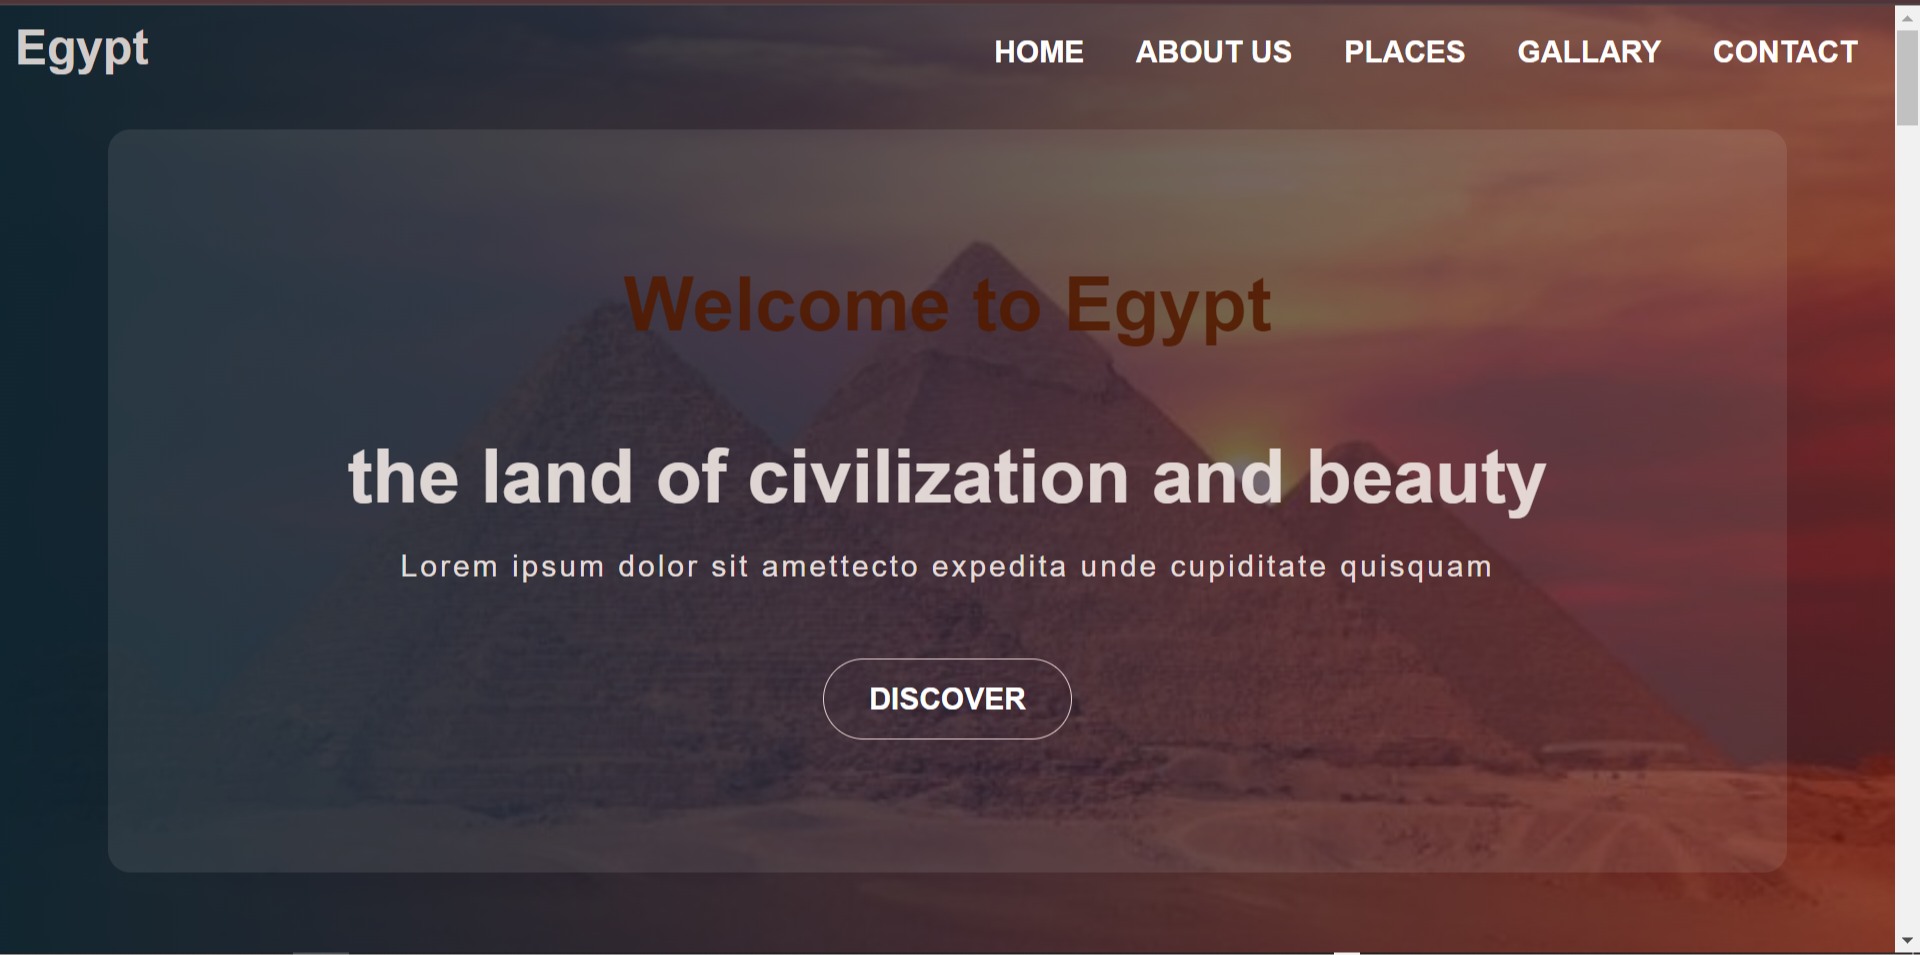 Egypt
HOME ABOUT US PLACES GALLARY CONTACT
Welcome to Egypt
the land of civilization and beauty
Lorem ipsum dolor sit amettecto expedita unde cupiditate quisquam
DISCOVER